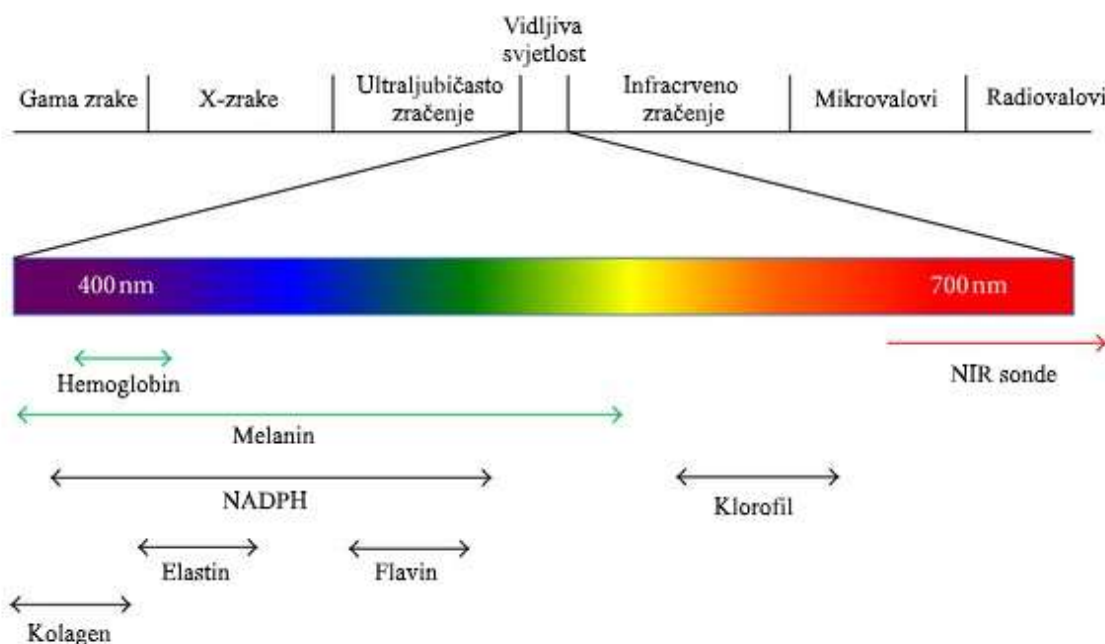 Vidljiva
svjetlost
Gama zrake
X-zrake
Ultraljubičasto
zračenje
Infracrveno
zračenje
Mikrovalovi
Radiovalovi
400 nm
700 nm
Hemoglobin
NIR sonde
Melanin
NADPH
Klorofil
Elastin
Flavin
Kolagen